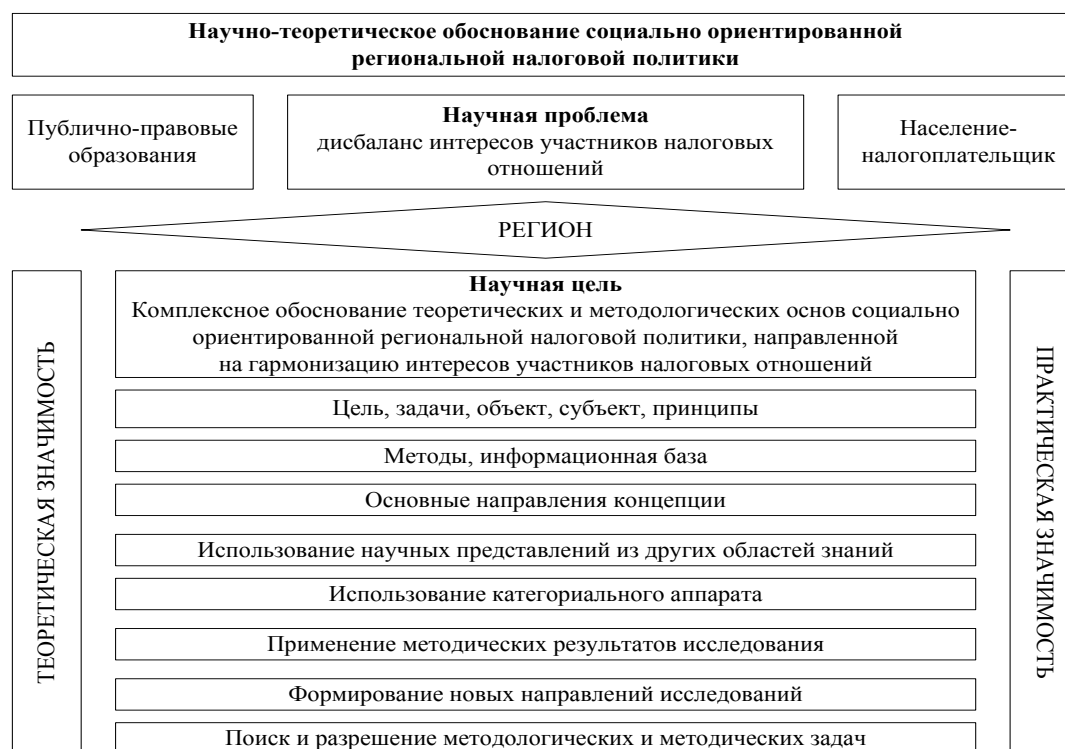 Научно-теоретическое обоснование социально ориентированной
региональной налоговой политики
Публично-правовые
образования
Научная проблема
дисбаланс интересов участников налоговых
отношений
Население-
налогоплательщик
РЕГИОН
ТЕОРЕТИЧЕСКАЯ ЗНАЧИМОСТЬ
Научная цель
Комплексное обоснование теоретических и методологических основ социально
ориентированной региональной налоговой политики, направленной
на гармонизацию интересов участников налоговых отношений
Цель, задачи, объект, субъект, принципы
Методы, информационная база
Основные направления концепции
Использование научных представлений из других областей знаний
Использование категориального аппарата
Применение методических результатов исследования
Формирование новых направлений исследований
Поиск и разрешение методологических и методических задач
ПРАКТИЧЕСКАЯ ЗНАЧИМОСТЬ